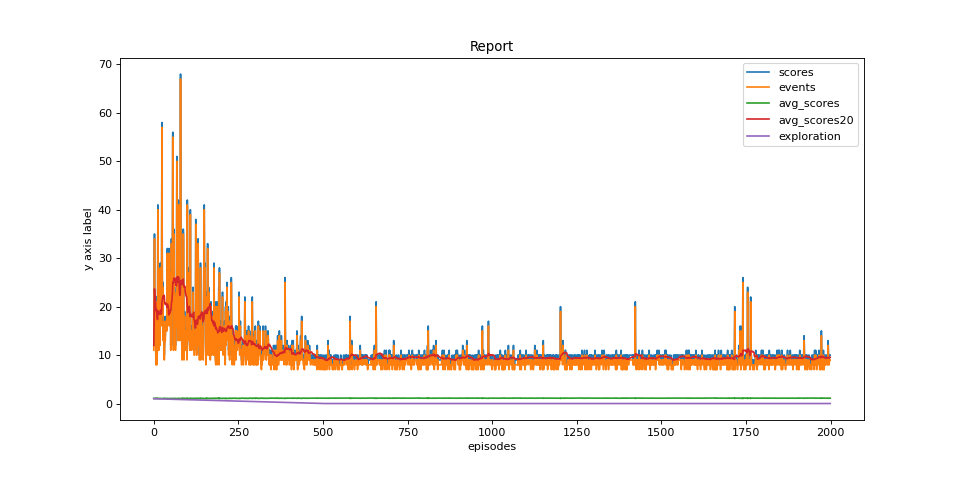 Report
70
60
50
40
30
20
10
0
y axis label
scores
events
avg_scores
avg_scores20
exploration
0 250 500 750 1000 1250 1500 1750 2000
episodes